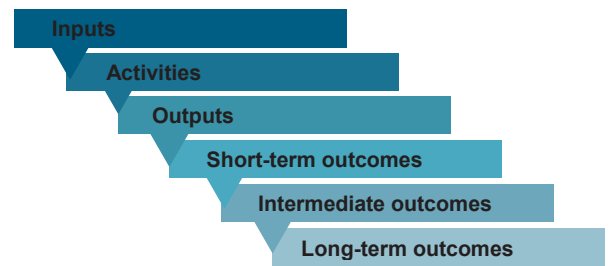 Inputs
Activities
Outputs
Short-term outcomes
Intermediate outcomes
Long-term outcomes